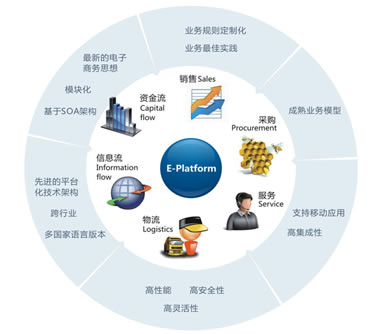 业务规则定制化
业务最佳实践
最新的电子
商务思想
模块化
基于SOA架构
成熟业务模型
先进的平台
化技术架构
跨行业
多国家语言版本
支持移动应用
高集成性
高性能 高安全性
高灵活性
销售 Sales
采购
Procurement
服务
Service
物流
Logistics
信息流
Information
flow
资金流
Capital
flow
E-Platform